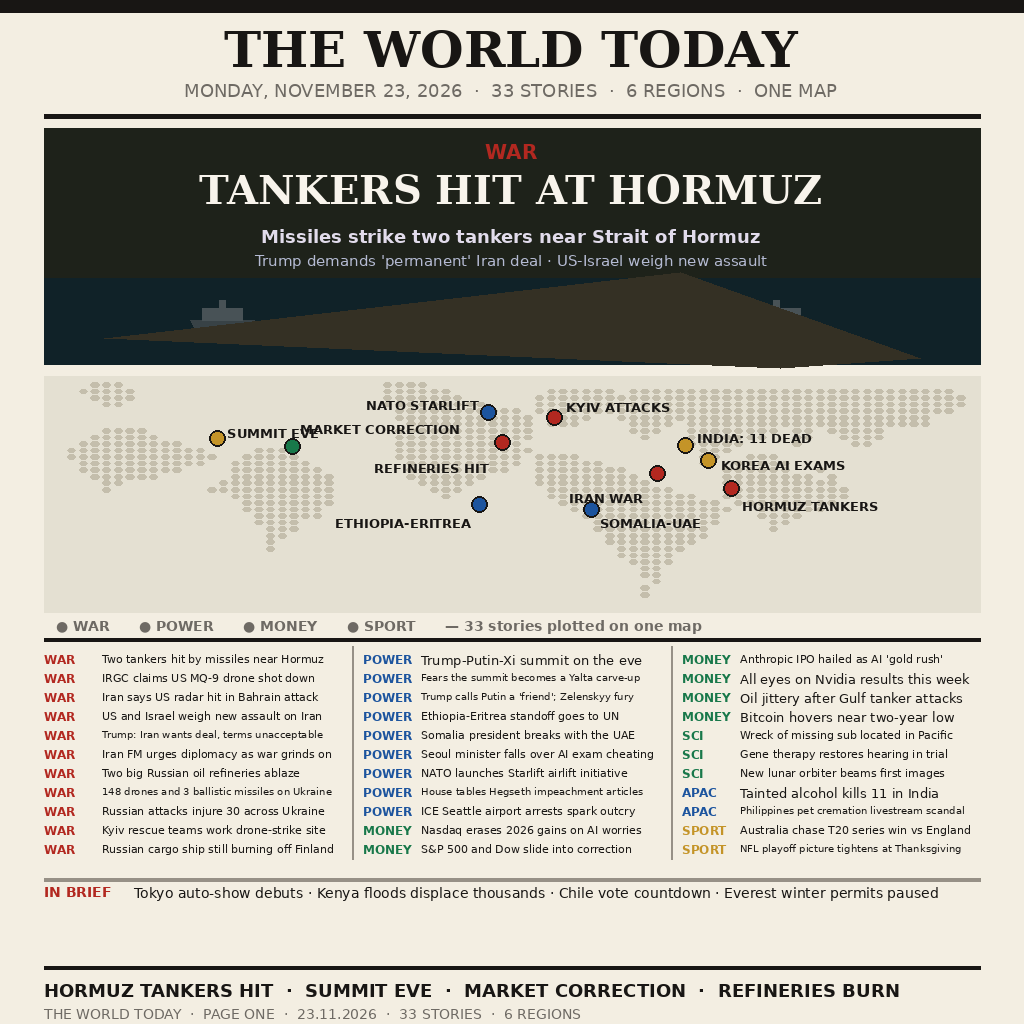 THE WORLD TODAY
MONDAY, NOVEMBER 23, 2026 · 33 STORIES · 6 REGIONS · ONE MAP
WAR
TANKERS HIT AT HORMUZ
Missiles strike two tankers near Strait of Hormuz
Trump demands 'permanent' Iran deal · US-Israel weigh new assault
NATO STARLIFT
KYIV ATTACKS
SUMMIT EVE
MARKET CORRECTION
INDIA: 11 DEAD
REFINERIES HIT
KOREA AI EXAMS
IRAN WAR
HORMUZ TANKERS
ETHIOPIA-ERITREA
SOMALIA-UAE
● WAR ● POWER ● MONEY ● SPORT — 33 stories plotted on one map
WAR Two tankers hit by missiles near Hormuz
WAR IRGC claims US MQ-9 drone shot down
WAR Iran says US radar hit in Bahrain attack
WAR US and Israel weigh new assault on Iran
WAR Trump: Iran wants deal, terms unacceptable
WAR Iran FM urges diplomacy as war grinds on
WAR Two big Russian oil refineries ablaze
WAR 148 drones and 3 ballistic missiles on Ukraine
WAR Russian attacks injure 30 across Ukraine
WAR Kyiv rescue teams work drone-strike site
WAR Russian cargo ship still burning off Finland
POWER Trump-Putin-Xi summit on the eve
POWER Fears the summit becomes a Yalta carve-up
POWER Trump calls Putin a 'friend'; Zelenskyy fury
POWER Ethiopia-Eritrea standoff goes to UN
POWER Somalia president breaks with the UAE
POWER Seoul minister falls over AI exam cheating
POWER NATO launches Starlift airlift initiative
POWER House tables Hegseth impeachment articles
POWER ICE Seattle airport arrests spark outcry
MONEY Nasdaq erases 2026 gains on AI worries
MONEY S&P 500 and Dow slide into correction
MONEY Anthropic IPO hailed as AI 'gold rush'
MONEY All eyes on Nvidia results this week
MONEY Oil jittery after Gulf tanker attacks
MONEY Bitcoin hovers near two-year low
SCI Wreck of missing sub located in Pacific
SCI Gene therapy restores hearing in trial
SCI New lunar orbiter beams first images
APAC Tainted alcohol kills 11 in India
APAC Philippines pet cremation livestream scandal
SPORT Australia chase T20 series win vs England
SPORT NFL playoff picture tightens at Thanksgiving
IN BRIEF Tokyo auto-show debuts · Kenya floods displace thousands · Chile vote countdown · Everest winter permits paused
HORMUZ TANKERS HIT · SUMMIT EVE · MARKET CORRECTION · REFINERIES BURN
THE WORLD TODAY · PAGE ONE · 23.11.2026 · 33 STORIES · 6 REGIONS